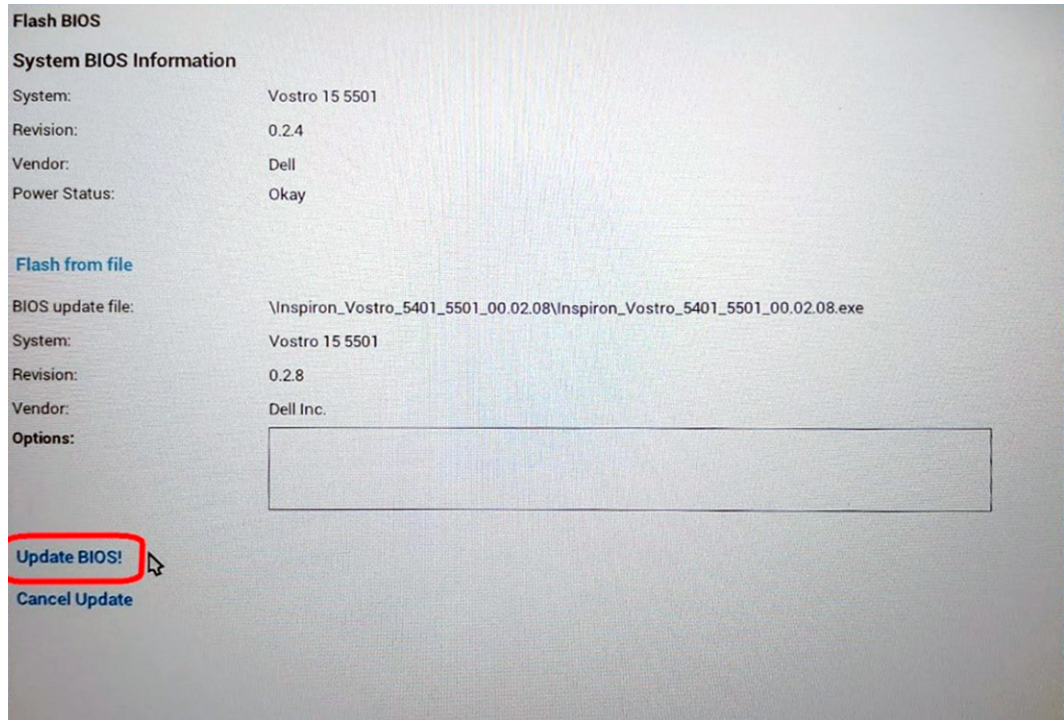 Flash BIOS
System BIOS Information
System: Vostro 15 5501
Revision: 0.2.4
Vendor: Dell
Power Status: Okay
Flash from file
BIOS update file: \Inspiron_Vostro_5401_5501_00.02.08\Inspiron_Vostro_5401_5501_00.02.08.exe
System: Vostro 15 5501
Revision: 0.2.8
Vendor: Dell Inc.
Options:
Update BIOS!
Cancel Update